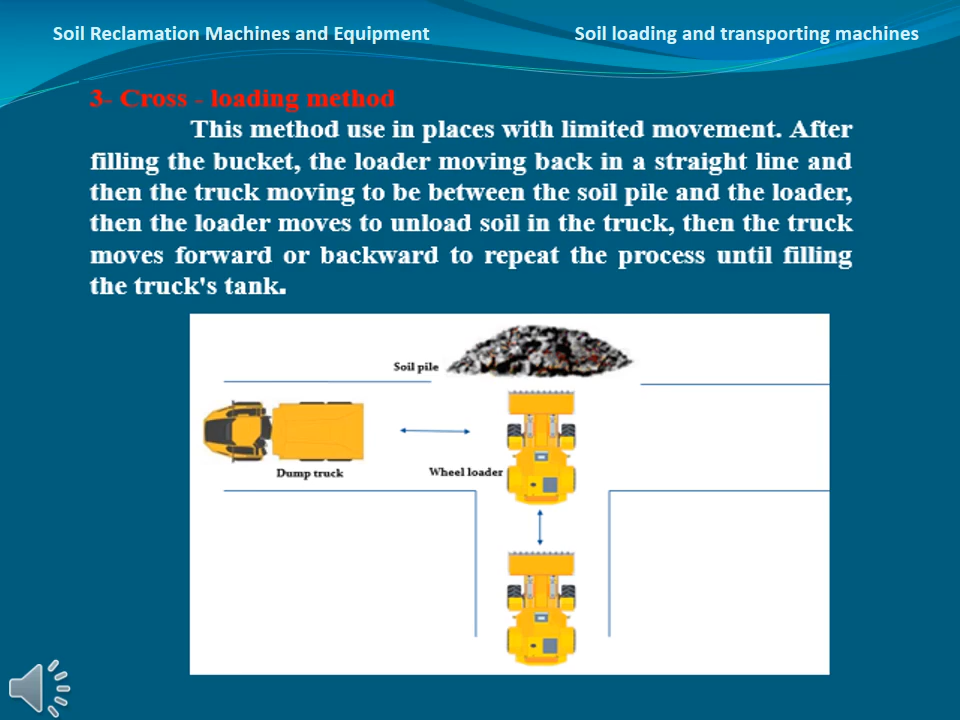 Soil Reclamation Machines and Equipment
Soil loading and transporting machines
3- Cross - loading method
This method use in places with limited movement. After
filling the bucket, the loader moving back in a straight line and
then the truck moving to be between the soil pile and the loader,
then the loader moves to unload soil in the truck, then the truck
moves forward or backward to repeat the process until filling
the truck's tank.
Soil pile
Dump truck
Wheel loader